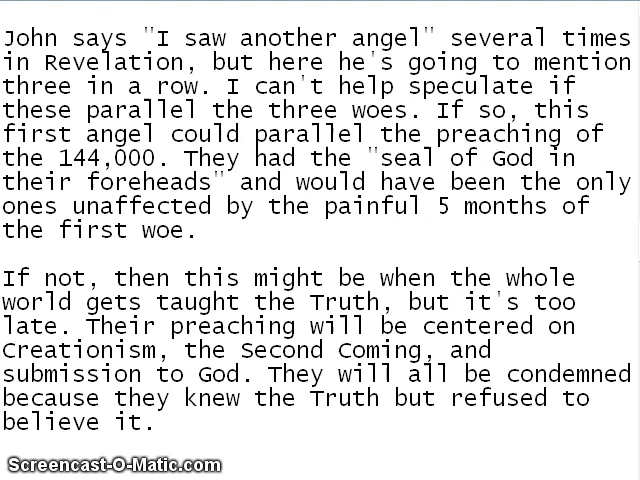 John says "I saw another angel" several times
in Revelation, but here he's going to mention
three in a row. I can't help speculate if
these parallel the three woes. If so, this
first angel could parallel the preaching of
the 144,000. They had the "seal of God in
their foreheads" and would have been the only
ones unaffected by the painful 5 months of
the first woe.
If not, then this might be when the whole
world gets taught the Truth, but it's too
late. Their preaching will be centered on
Creationism, the Second Coming, and
submission to God. They will all be condemned
because they knew the Truth but refused to
believe it.
Screencast-O-Matic.com